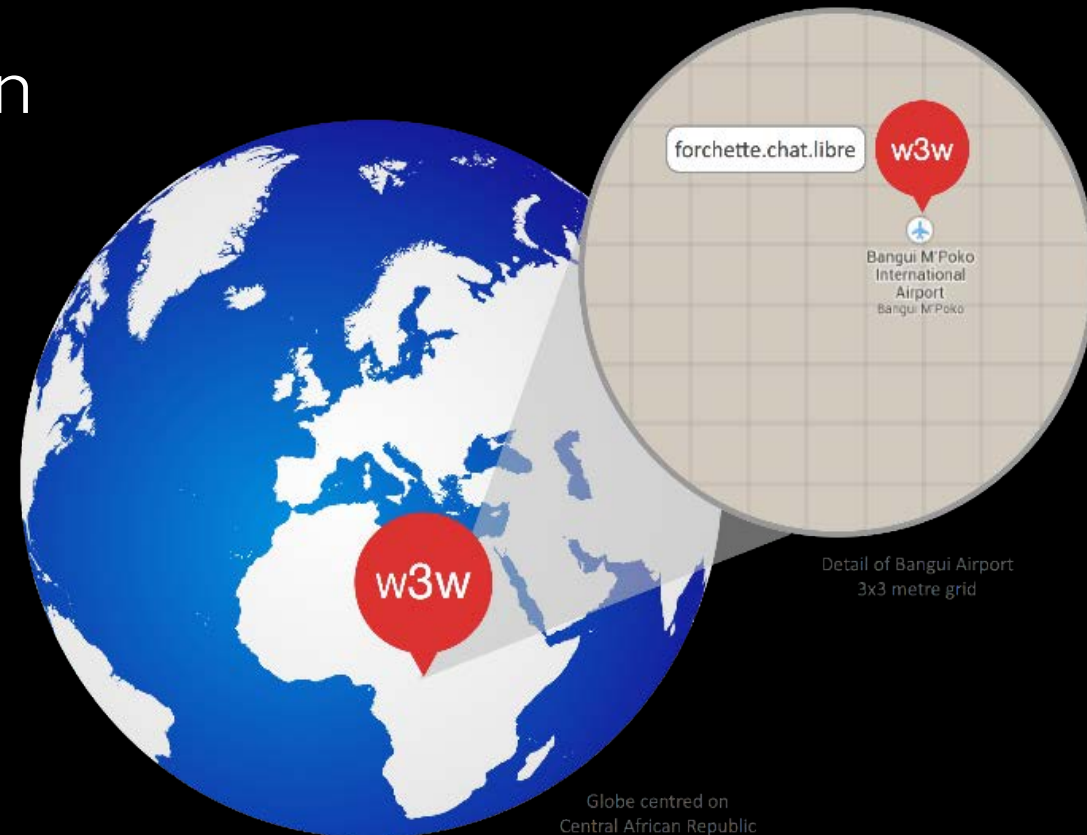 n
forchette.chat.libre
w3w
Bangui M'Poko
International
Airport
Bangui M'Poko
w3w
Detail of Bangui Airport
3x3 metre grid
Globe centred on
Central African Republic